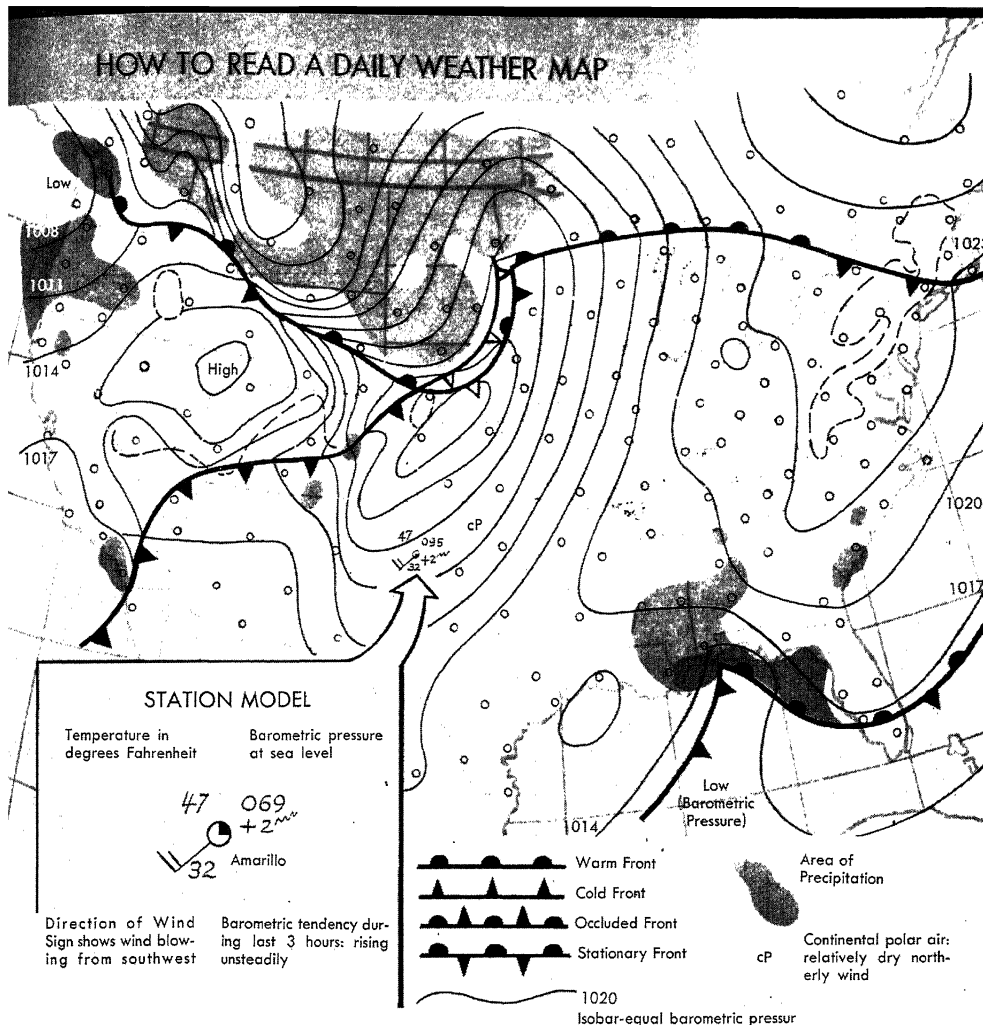 HOW TO READ A DAILY WEATHER MAP
Low
1008
1011
High
1014
1017
1023
1020
1017
cP
47
095
32 +2
STATION MODEL
Temperature in
degrees Fahrenheit
Barometric pressure
at sea level
47 069
+2
32 Amarillo
Direction of Wind
Sign shows wind blow-
ing from southwest
Barometric tendency dur-
ing last 3 hours: rising
unsteadily
Low
(Barometric
Pressure)
1014
Warm Front
Cold Front
Occluded Front
Stationary Front
1020
Isobar-equal barometric pressur
Area of
Precipitation
cP
Continental polar air:
relatively dry north-
erly wind